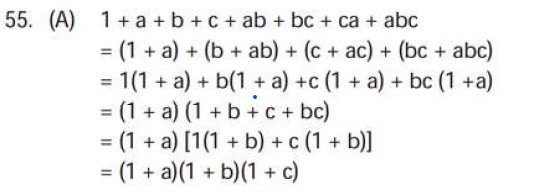 55. (A) 1 + a + b + c + ab + bc + ca + abc
= (1 + a) + (b + ab) + (c + ac) + (bc + abc)
= 1(1 + a) + b(1 + a) +c (1 + a) + bc (1 +a)
= (1 + a) (1 + b + c + bc)
= (1 + a) [1(1 + b) + c (1 + b)]
= (1 + a)(1 + b)(1 + c)